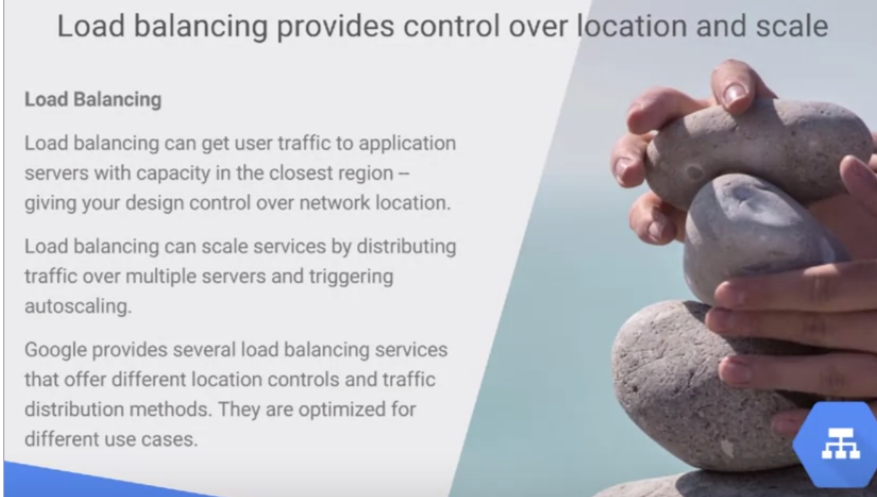 Load balancing provides control over location and scale
Load Balancing
Load balancing can get user traffic to application
servers with capacity in the closest region –
giving your design control over network location.
Load balancing can scale services by distributing
traffic over multiple servers and triggering
autoscaling.
Google provides several load balancing services
that offer different location controls and traffic
distribution methods. They are optimized for
different use cases.